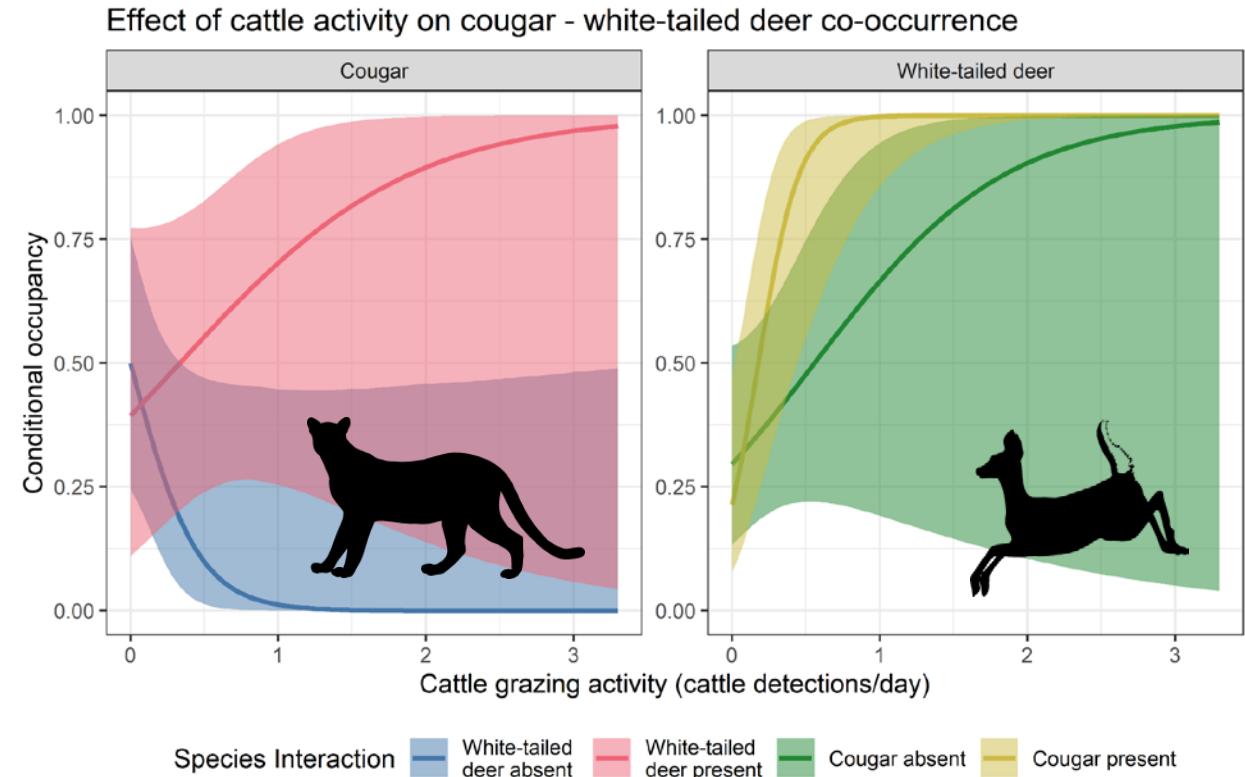 Effect of cattle activity on cougar - white-tailed deer co-occurrence
Cougar
White-tailed deer
Conditional occupancy
1.00
0.75
0.50
0.25
0.00
1.00
0.75
0.50
0.25
0.00
0 1 2 3
0 1 2 3
Cattle grazing activity (cattle detections/day)
Species Interaction
White-tailed
deer absent
White-tailed
deer present
Cougar absent
Cougar present